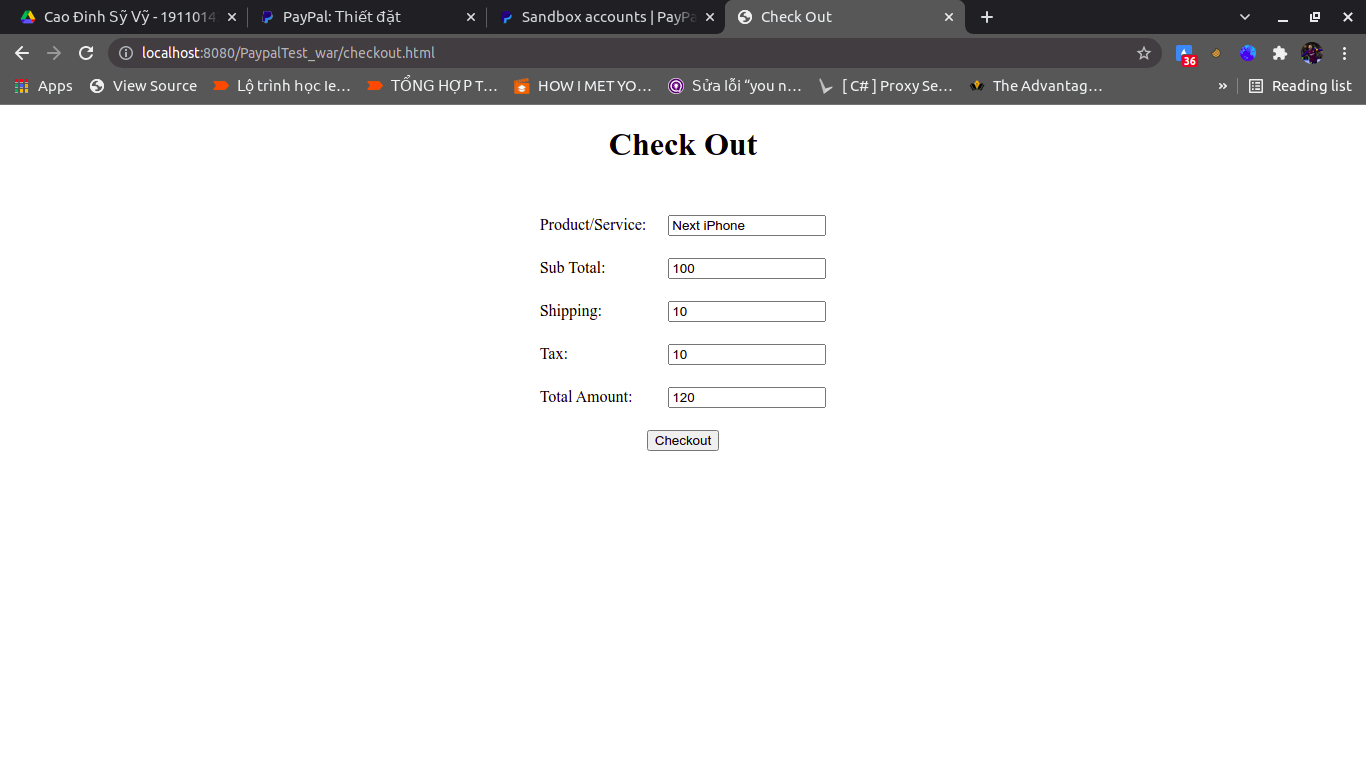 Cao Đinh Sỹ Vỹ - 1911014
PayPal: Thiết đặt
Sandbox accounts | PayPa
Check Out
localhost:8080/PaypalTest_war/checkout.html
36
Apps
View Source
Lộ trình học le…
TỔNG HỢP T…
HOW I MET YO…
Sửa lỗi “you n…
[ C# ] Proxy Se…
The Advantag…
»
Reading list
Check Out
Product/Service: Next iPhone
Sub Total: 100
Shipping: 10
Tax: 10
Total Amount: 120
Checkout